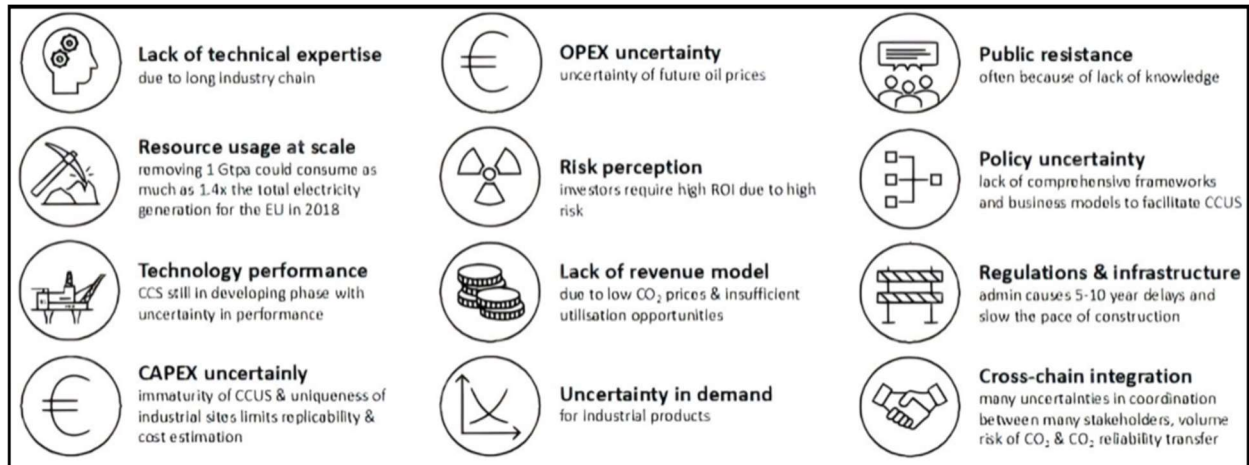 Lack of technical expertise
due to long industry chain
Resource usage at scale
removing 1 Gtpa could consume as
much as 1.4x the total electricity
generation for the EU in 2018
Technology performance
CCS still in developing phase with
uncertainty in performance
CAPEX uncertainly
immaturity of CCUS & uniqueness of
industrial sites limits replicability &
cost estimation
OPEX uncertainty
uncertainty of future oil prices
Risk perception
investors require high ROI due to high
risk
Lack of revenue model
due to low CO₂ prices & insufficient
utilisation opportunities
Uncertainty in demand
for industrial products
Public resistance
often because of lack of knowledge
Policy uncertainty
lack of comprehensive frameworks
and business models to facilitate CCUS
Regulations & infrastructure
admin causes 5-10 year delays and
slow the pace of construction
Cross-chain integration
many uncertainties in coordination
between many stakeholders, volume
risk of CO₂ & CO₂ reliability transfer